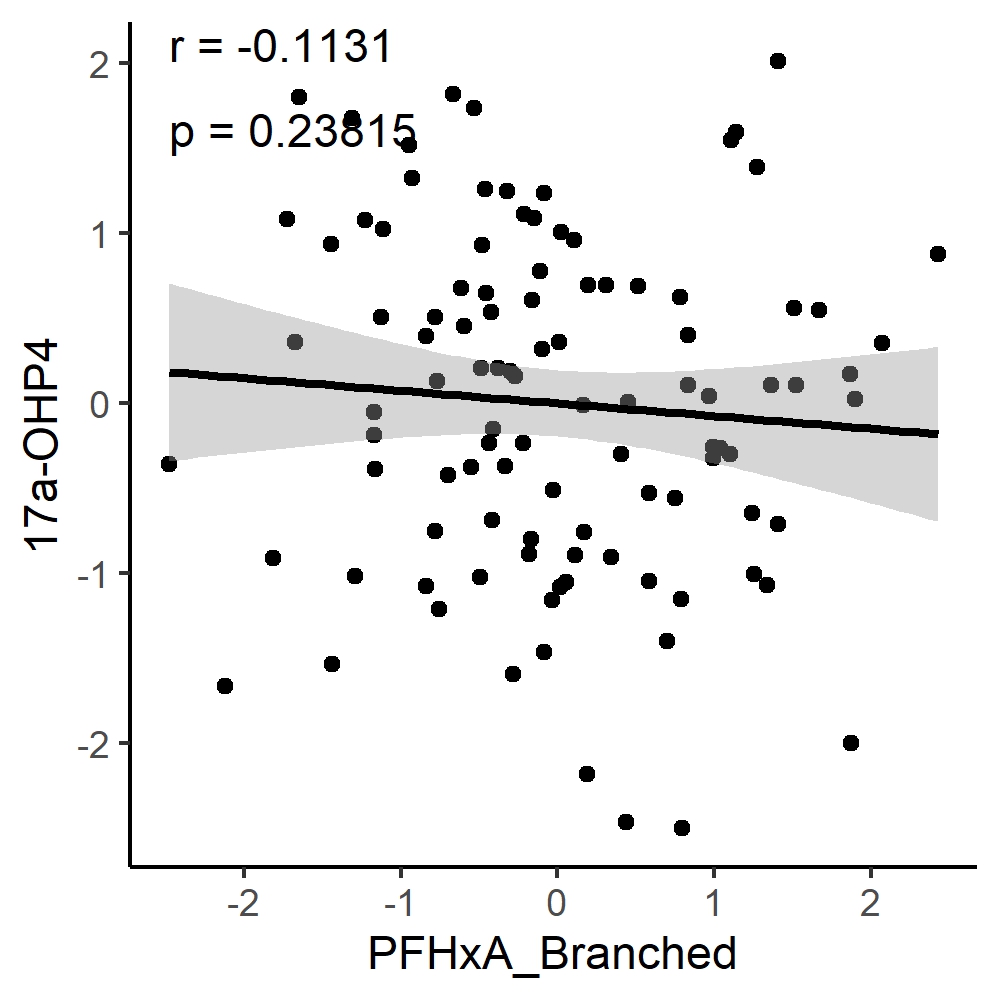 r = -0.1131
p = 0.23815
2
1
0
-1
-2
17a-OHP4
-2
-1
0
1
2
PFHxA_Branched